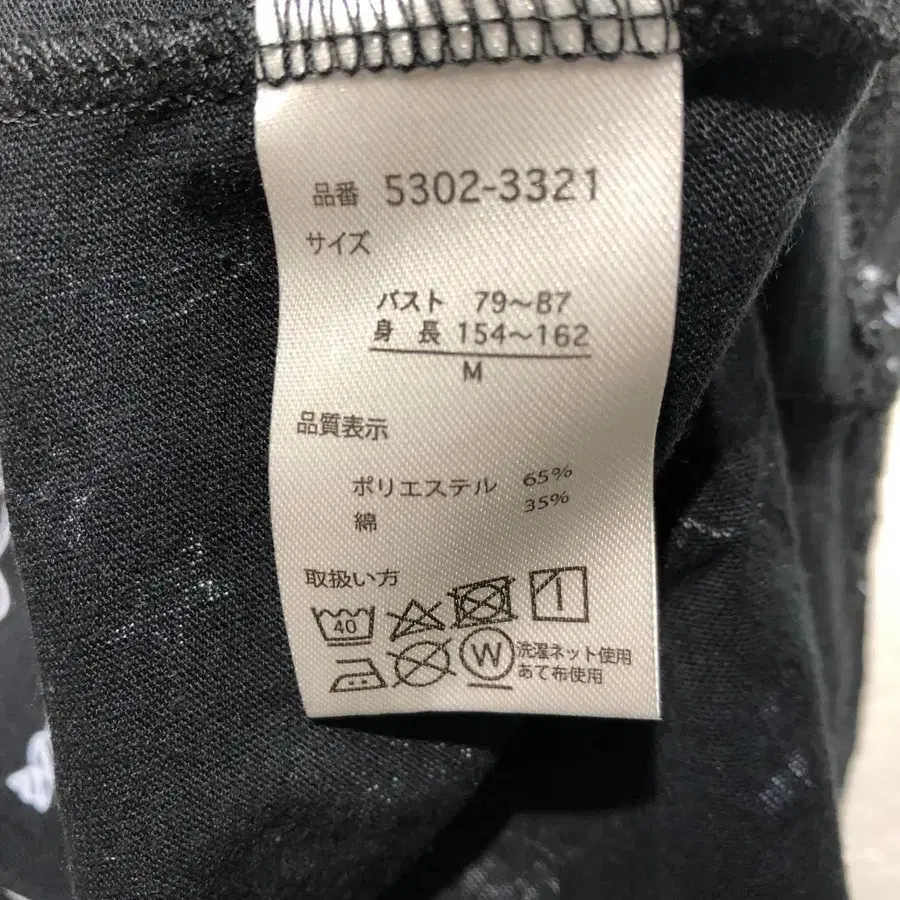 品番 5302-3321
サイズ
バスト 79～87
身長 154～162
M
品質表示
ポリエステル 65%
綿 35%
取扱い方
40
W 洗濯ネット使用
あて布使用